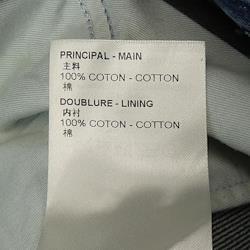 PRINCIPAL - MAIN
主料
100% COTON - COTTON
棉
DOUBLURE - LINING
内衬
100% COTON - COTTON
棉